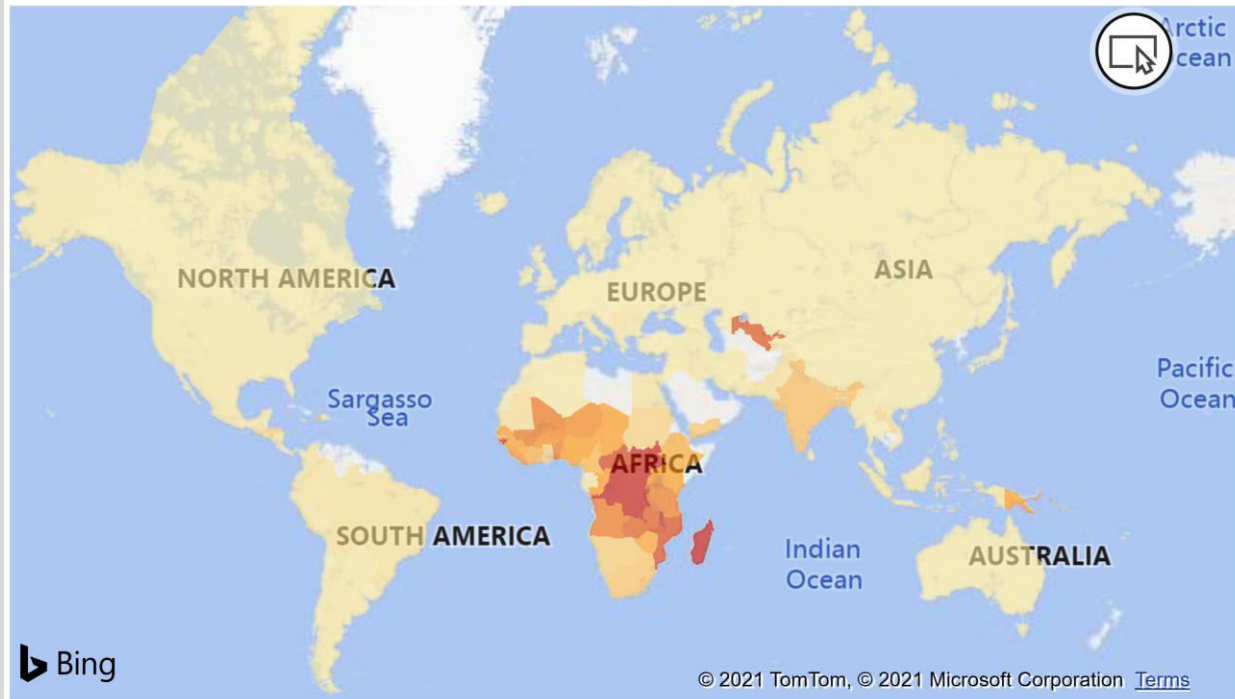 Arctic
Ocean
NORTH AMERICA
EUROPE
ASIA
Sargasso
Sea
Pacific
Ocean
AFRICA
SOUTH AMERICA
Indian
Ocean
AUSTRALIA
Bing
© 2021 TomTom, © 2021 Microsoft Corporation Terms